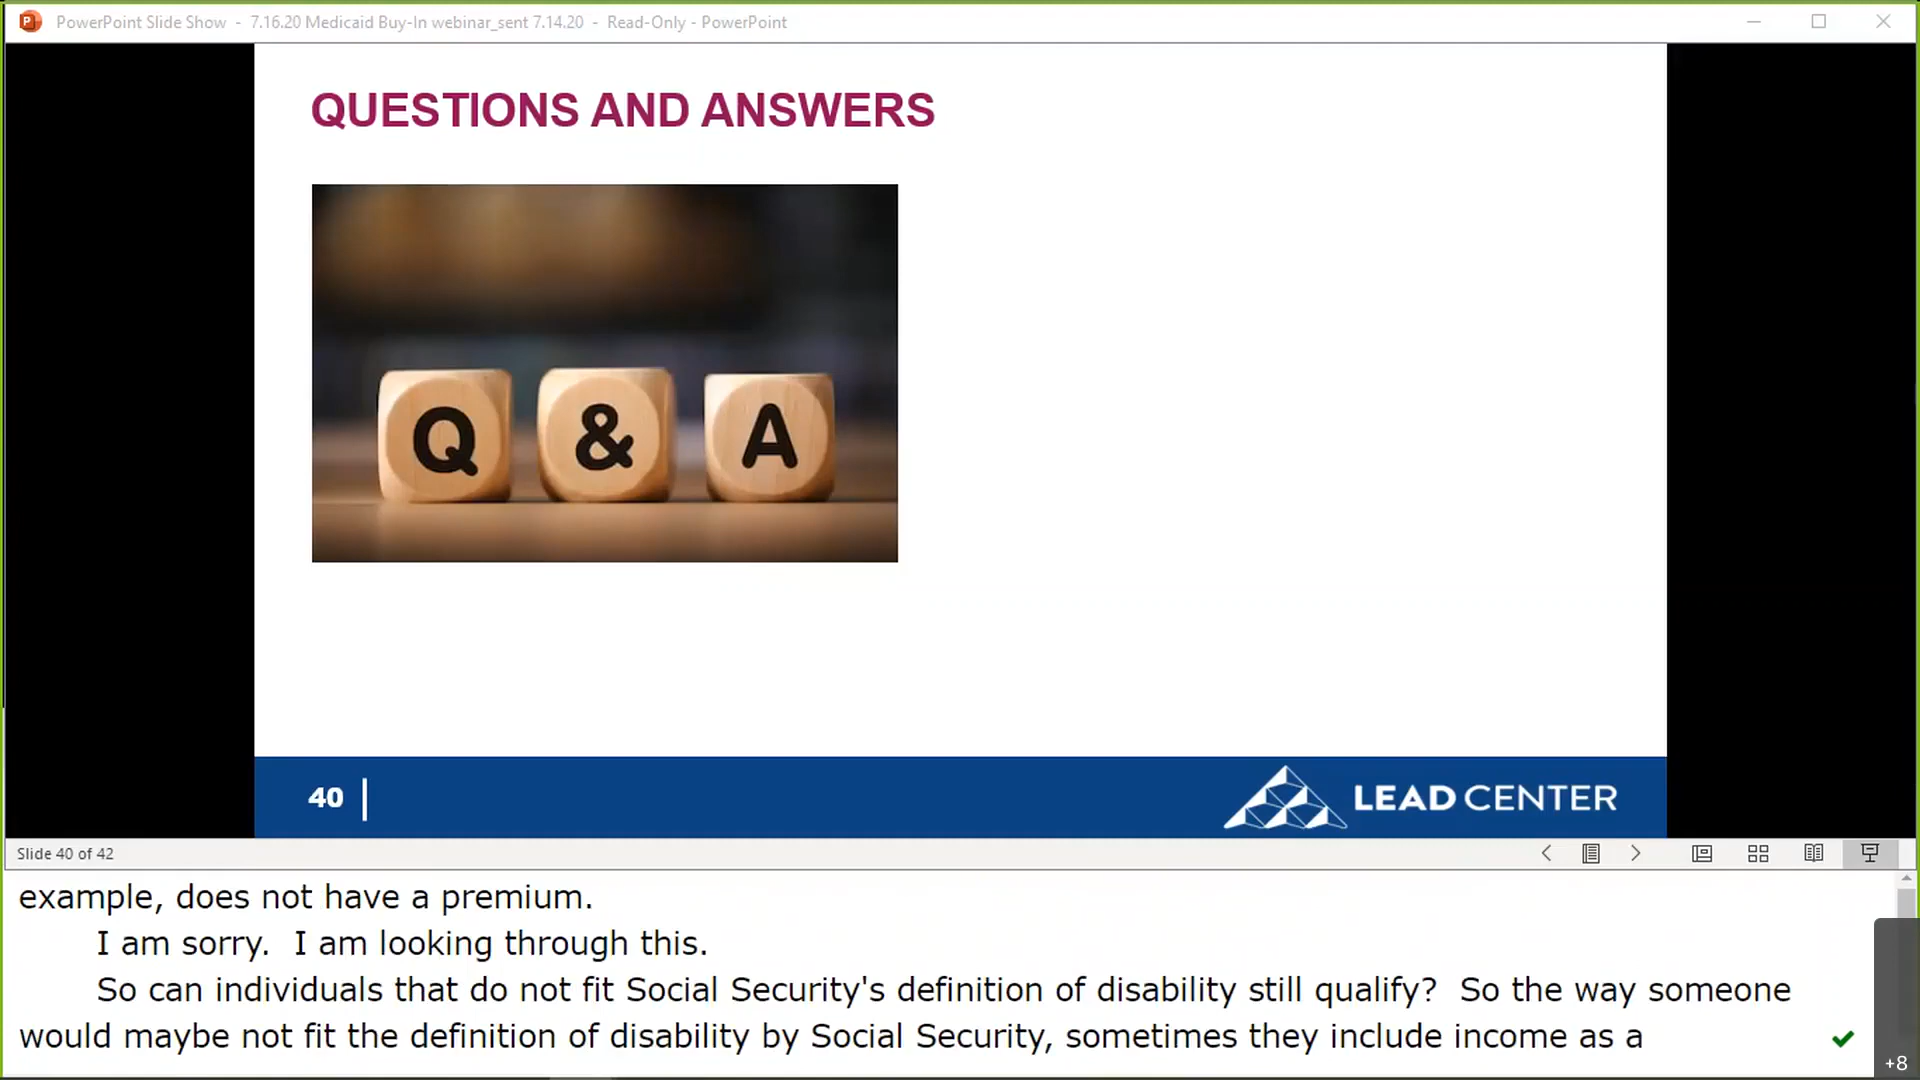 PowerPoint Slide Show - 7.16.20 Medicaid Buy-In webinar_sent 7.14.20 - Read-Only - PowerPoint
QUESTIONS AND ANSWERS
Q & A
40
LEAD CENTER
Slide 40 of 42
example, does not have a premium.
I am sorry. I am looking through this.
So can individuals that do not fit Social Security's definition of disability still qualify? So the way someone
would maybe not fit the definition of disability by Social Security, sometimes they include income as a
+8